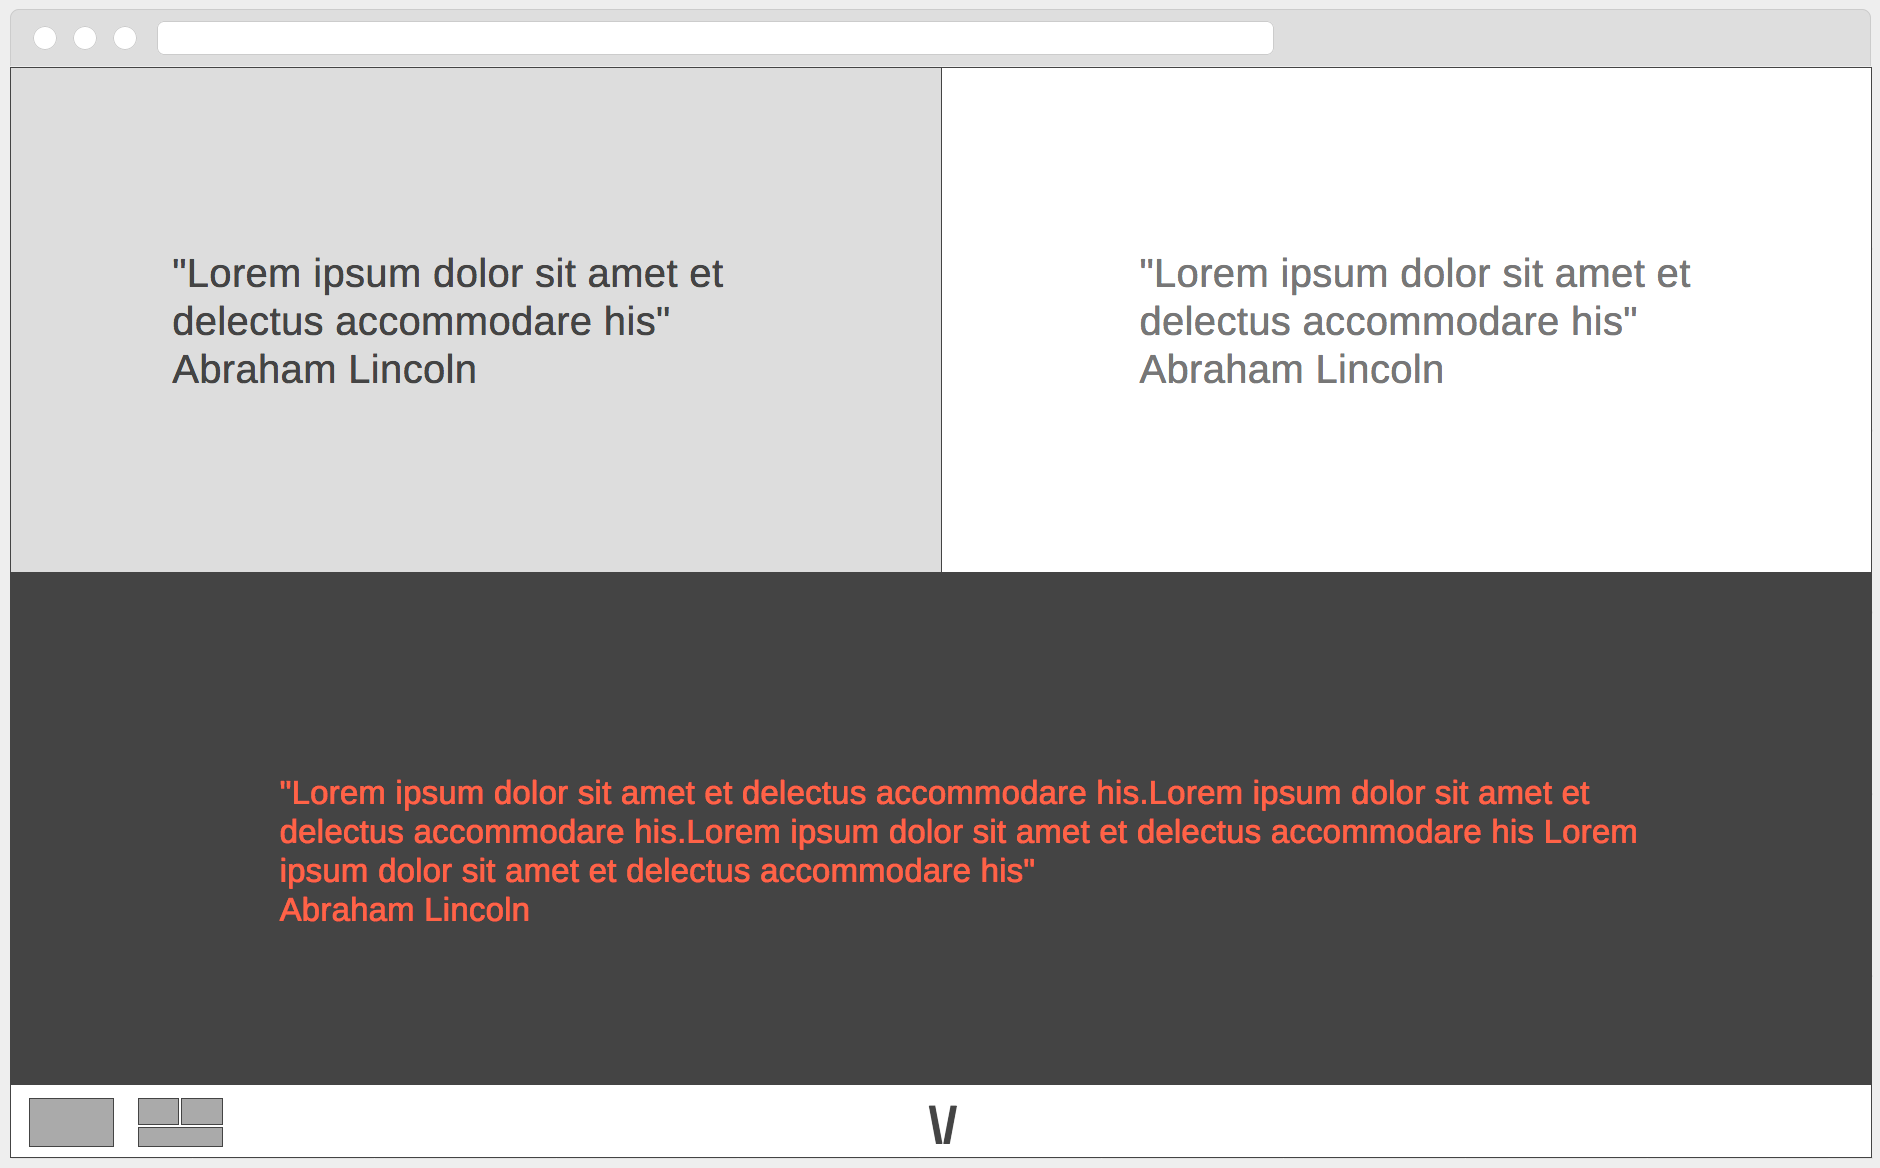 "Lorem ipsum dolor sit amet et
delectus accommodare his"
Abraham Lincoln
"Lorem ipsum dolor sit amet et
delectus accommodare his"
Abraham Lincoln
"Lorem ipsum dolor sit amet et delectus accommodare his.Lorem ipsum dolor sit amet et
delectus accommodare his.Lorem ipsum dolor sit amet et delectus accommodare his Lorem
ipsum dolor sit amet et delectus accommodare his"
Abraham Lincoln
V